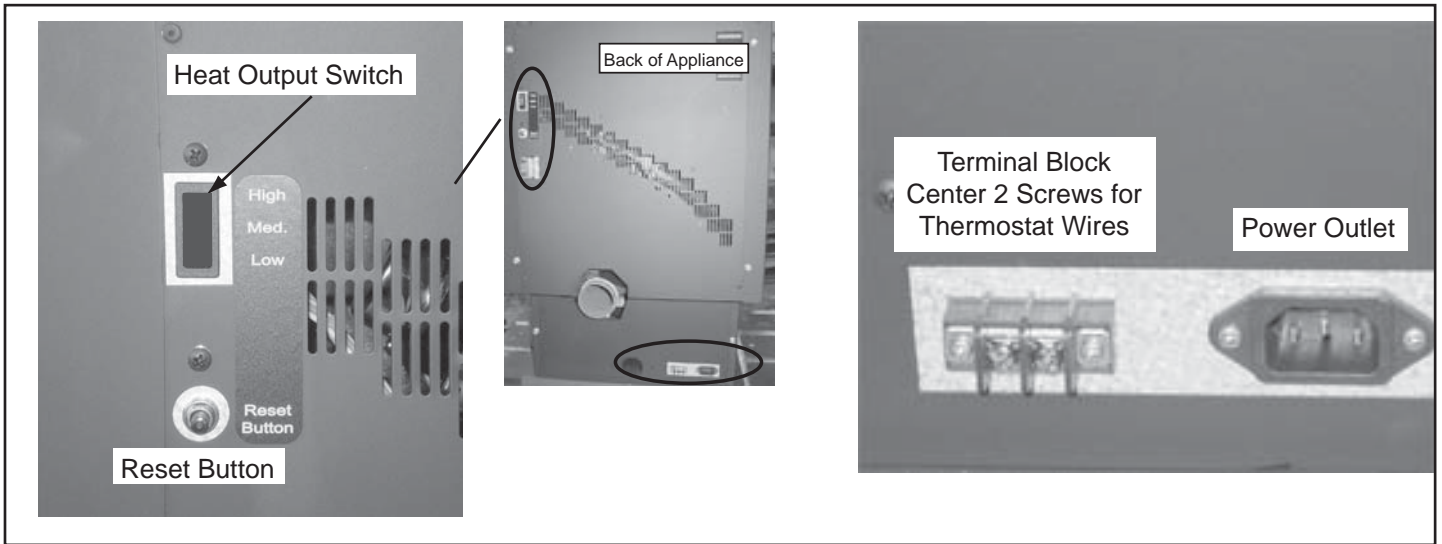 Heat Output Switch
High
Med.
Low
Reset
Button
Reset Button
Back of Appliance
Terminal Block
Center 2 Screws for
Thermostat Wires
Power Outlet